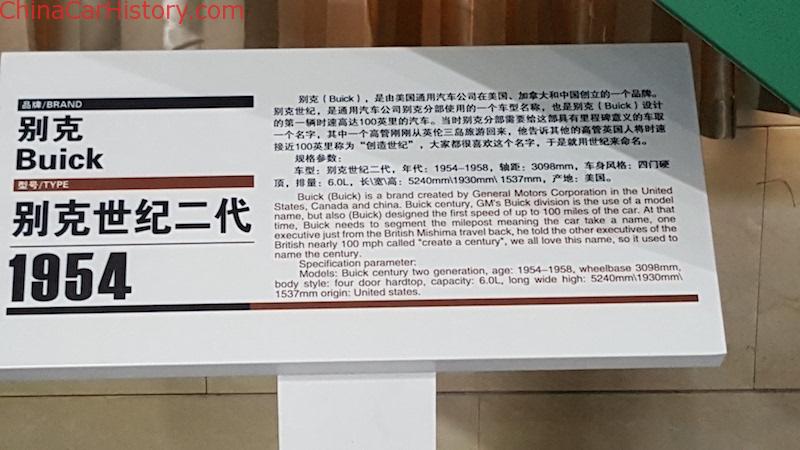 ChinaCarHistory.com
品牌/BRAND
别克
Buick
型号/TYPE
别克世纪二代
1954
别克（Buick），是由美国通用汽车公司在美国、加拿大和中国创立的一个品牌。
别克世纪，是通用汽车公司别克分部使用的一个车型名称，也是别克（Buick）设计
的第一辆时速高达100英里的汽车。当时别克分部需要给这部具有里程碑意义的车取
一个名字，其中一个高管刚刚从英伦三岛旅游回来，他告诉其他的高管英国人将时速
接近100英里称为“创造世纪”，大家都很喜欢这个名字，于是就用世纪来命名。
规格参数：
车型：别克世纪二代，年代：1954-1958，轴距：3098mm，车身风格：四门硬
顶，排量：6.0L，长\宽\高：5240mm\1930mm\ 1537mm，产地：美国。
Buick (Buick) is a brand created by General Motors Corporation in the United
States, Canada and china. Buick century, GM's Buick division is the use of a model
name, but also (Buick) designed the first speed of up to 100 miles of the car. At that
time, Buick needs to segment the milepost meaning the car take a name, one
executive just from the British Mishima travel back, he told the other executives of the
British nearly 100 mph called "create a century", we all love this name, so it used to
name the century.
Specification parameter:
Models: Buick century two generation, age: 1954-1958, wheelbase 3098mm,
body style: four door hardtop, capacity: 6.0L, long wide high: 5240mm\1930mm\
1537mm origin: United states.